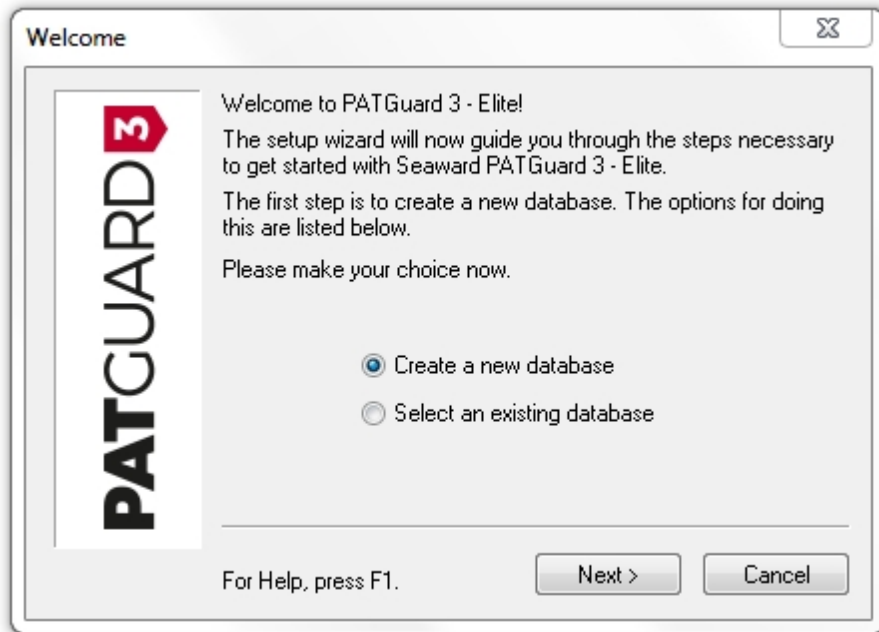 Welcome
PATGUARD 3
Welcome to PATGuard 3 - Elite!
The setup wizard will now guide you through the steps necessary
to get started with Seaward PATGuard 3 - Elite.
The first step is to create a new database. The options for doing
this are listed below.
Please make your choice now.
Create a new database
Select an existing database
For Help, press F1.
Next >
Cancel